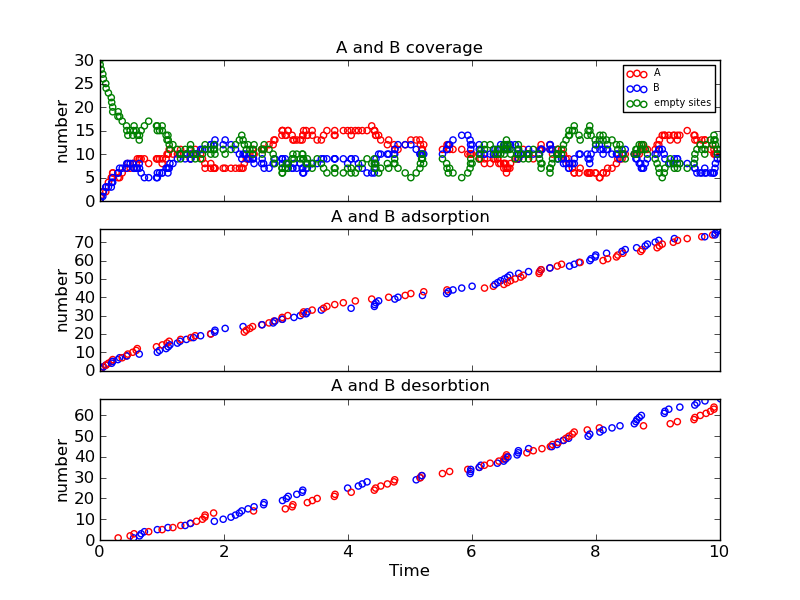 A and B coverage
30
25
20
15
10
5
0
number
A
B
empty sites
A and B adsorption
70
60
50
40
30
20
10
0
number
A and B desorbtion
60
50
40
30
20
10
0
number
0 2 4 6 8 10
Time